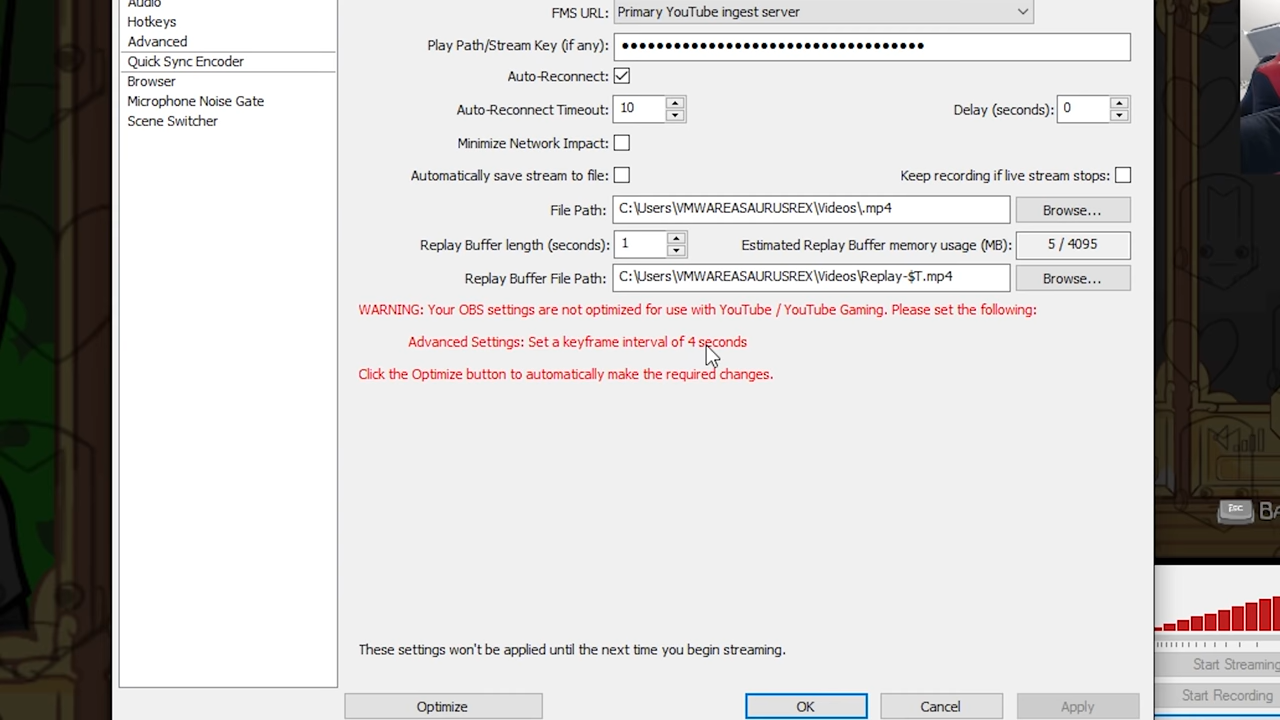 Audio
Hotkeys
Advanced
Quick Sync Encoder
Browser
Microphone Noise Gate
Scene Switcher
FMS URL: Primary YouTube ingest server
Play Path/Stream Key (if any): ●●●●●●●●●●●●●●●●●●●●●●●●●●●●●●●●●●●
Auto-Reconnect:
Auto-Reconnect Timeout: 10 Delay (seconds): 0
Minimize Network Impact:
Automatically save stream to file: Keep recording if live stream stops:
File Path: C:\Users\VMWAREASAURUSREX\Videos\.mp4 Browse...
Replay Buffer length (seconds): 1 Estimated Replay Buffer memory usage (MB): 5 / 4095
Replay Buffer File Path: C:\Users\VMWAREASAURUSREX\Videos\Replay-$T.mp4 Browse...
WARNING: Your OBS settings are not optimized for use with YouTube / YouTube Gaming. Please set the following:
Advanced Settings: Set a keyframe interval of 4 seconds
Click the Optimize button to automatically make the required changes.
These settings won't be applied until the next time you begin streaming.
Optimize OK Cancel Apply
ESC
Start Streaming
Start Recording